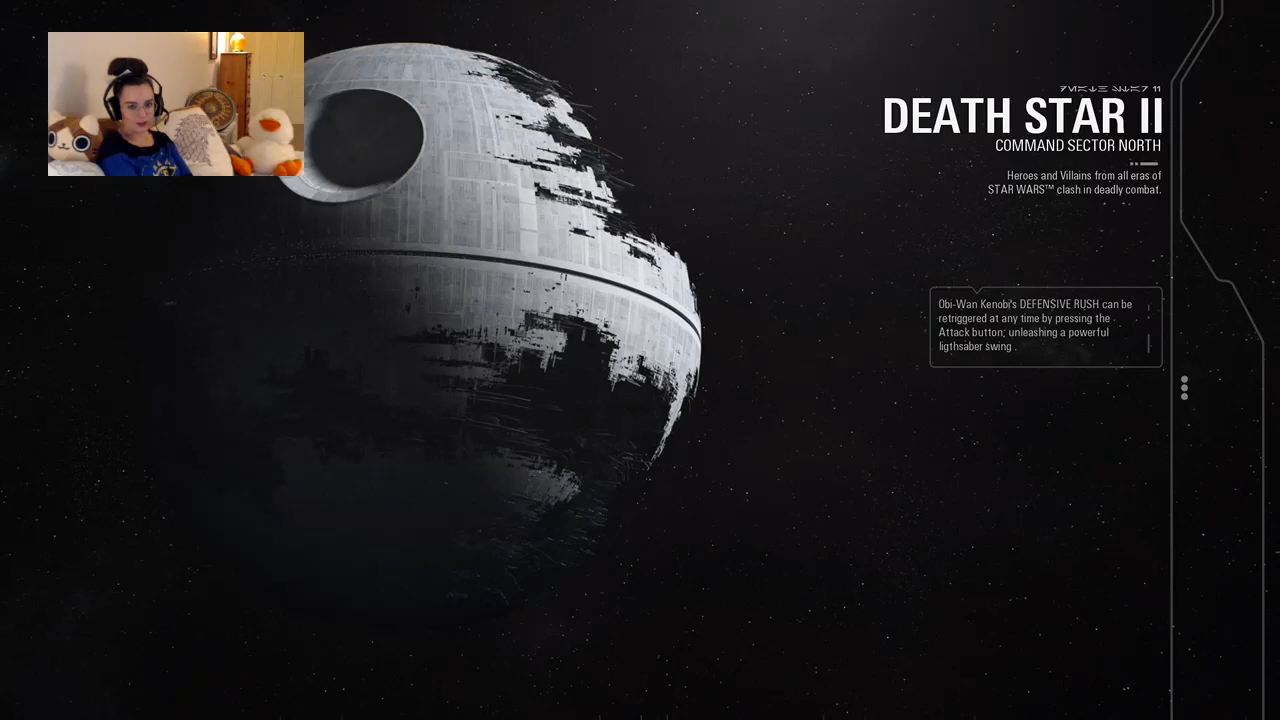 DEATH STAR II
COMMAND SECTOR NORTH
Heroes and Villains from all eras of
STAR WARS™ clash in deadly combat.
Obi-Wan Kenobi's DEFENSIVE RUSH can be
retriggered at any time by pressing the
Attack button; unleashing a powerful
ligthsaber swing .